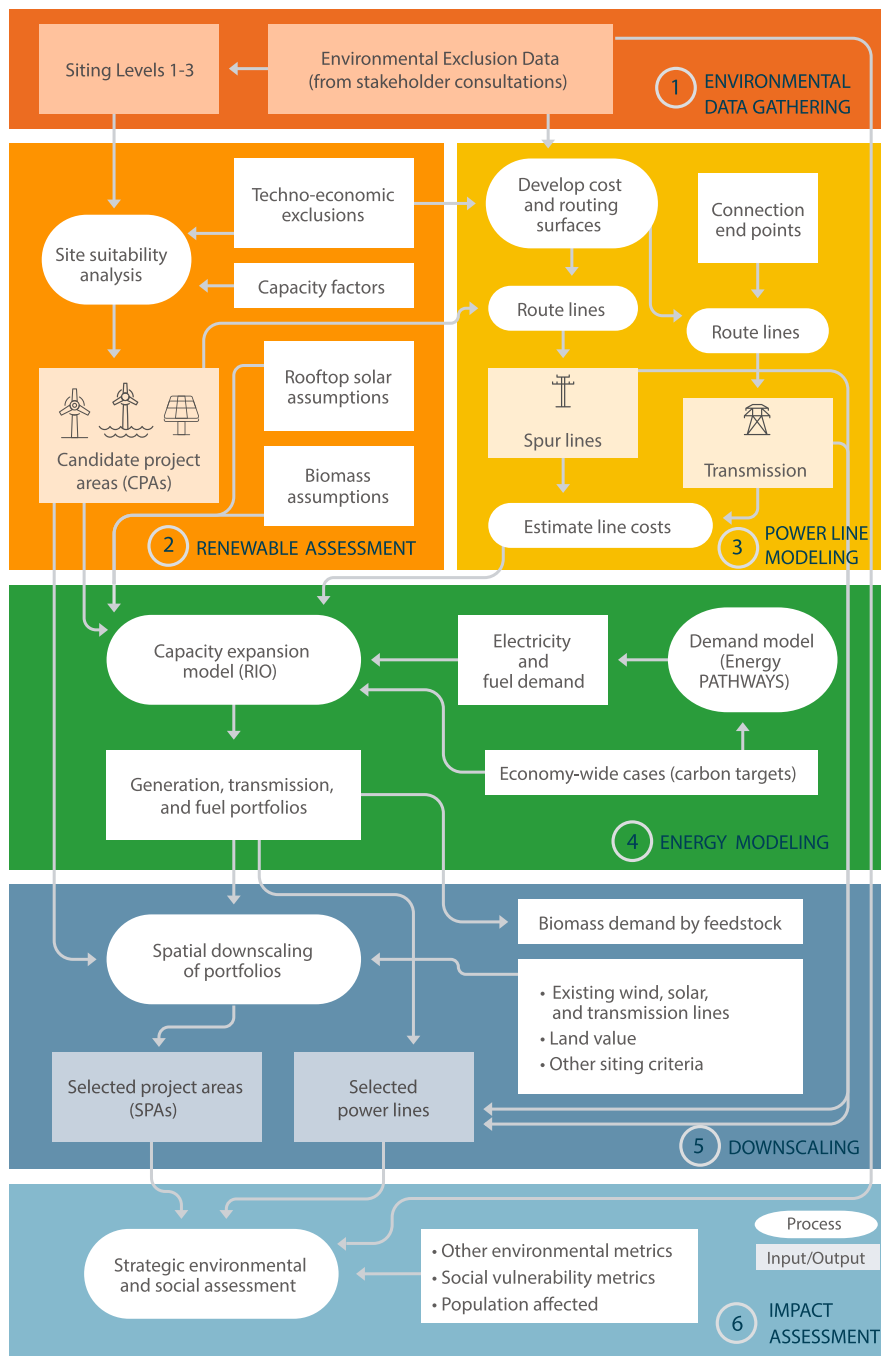 Siting Levels 1-3
Environmental Exclusion Data
(from stakeholder consultations)
1
ENVIRONMENTAL
DATA GATHERING
Techno-economic
exclusions
Site suitability
analysis
Capacity factors
Rooftop solar
assumptions
Candidate project
areas (CPAs)
Biomass
assumptions
2
RENEWABLE ASSESSMENT
Develop cost
and routing
surfaces
Connection
end points
Route lines
Route lines
Spur lines
Transmission
Estimate line costs
3
POWER LINE
MODELING
Capacity expansion
model (RIO)
Electricity
and
fuel demand
Demand model
(Energy
PATHWAYS)
Economy-wide cases (carbon targets)
Generation, transmission,
and fuel portfolios
4
ENERGY MODELING
Biomass demand by feedstock
Spatial downscaling
of portfolios
• Existing wind, solar,
and transmission lines
• Land value
• Other siting criteria
Selected project areas
(SPAs)
Selected
power lines
5
DOWNSCALING
Process
Input/Output
Strategic environmental
and social assessment
• Other environmental metrics
• Social vulnerability metrics
• Population affected
6
IMPACT
ASSESSMENT